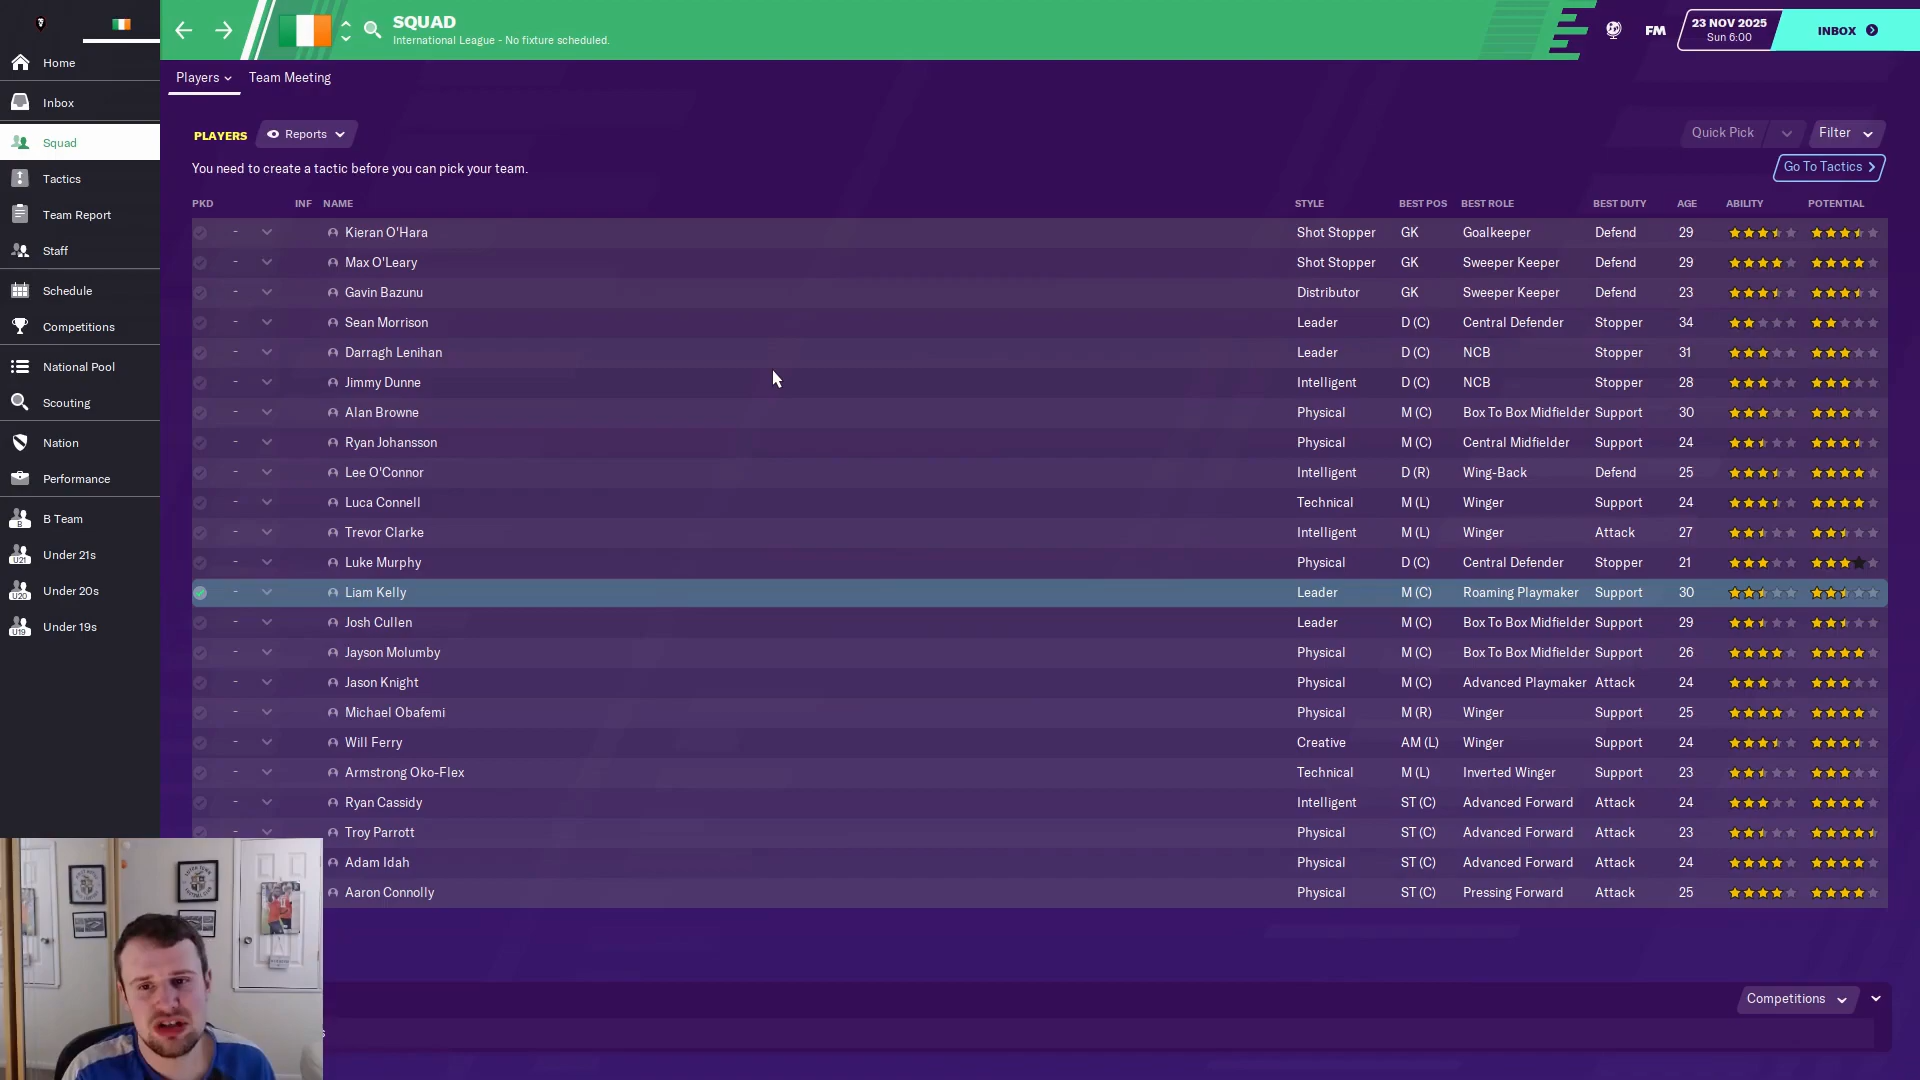 SQUAD
International League - No fixture scheduled.
FM
23 NOV 2025
Sun 6:00
INBOX
Home
Inbox
Squad
Tactics
Team Report
Staff
Schedule
Competitions
National Pool
Scouting
Nation
Performance
B
B Team
U21
Under 21s
U20
Under 20s
U19
Under 19s
Players
Team Meeting
PLAYERS
Reports
Quick Pick
Filter
You need to create a tactic before you can pick your team.
Go To Tactics
PKD INF NAME STYLE BEST POS BEST ROLE BEST DUTY AGE ABILITY POTENTIAL
- Kieran O'Hara Shot Stopper GK Goalkeeper Defend 29
- Max O'Leary Shot Stopper GK Sweeper Keeper Defend 29
- Gavin Bazunu Distributor GK Sweeper Keeper Defend 23
- Sean Morrison Leader D (C) Central Defender Stopper 34
- Darragh Lenihan Leader D (C) NCB Stopper 31
- Jimmy Dunne Intelligent D (C) NCB Stopper 28
- Alan Browne Physical M (C) Box To Box Midfielder Support 30
- Ryan Johansson Physical M (C) Central Midfielder Support 24
- Lee O'Connor Intelligent D (R) Wing-Back Defend 25
- Luca Connell Technical M (L) Winger Support 24
- Trevor Clarke Intelligent M (L) Winger Attack 27
- Luke Murphy Physical D (C) Central Defender Stopper 21
- Liam Kelly Leader M (C) Roaming Playmaker Support 30
- Josh Cullen Leader M (C) Box To Box Midfielder Support 29
- Jayson Molumby Physical M (C) Box To Box Midfielder Support 26
- Jason Knight Physical M (C) Advanced Playmaker Attack 24
- Michael Obafemi Physical M (R) Winger Support 25
- Will Ferry Creative AM (L) Winger Support 24
- Armstrong Oko-Flex Technical M (L) Inverted Winger Support 23
- Ryan Cassidy Intelligent ST (C) Advanced Forward Attack 24
- Troy Parrott Physical ST (C) Advanced Forward Attack 23
Adam Idah Physical ST (C) Advanced Forward Attack 24
Aaron Connolly Physical ST (C) Pressing Forward Attack 25
Competitions